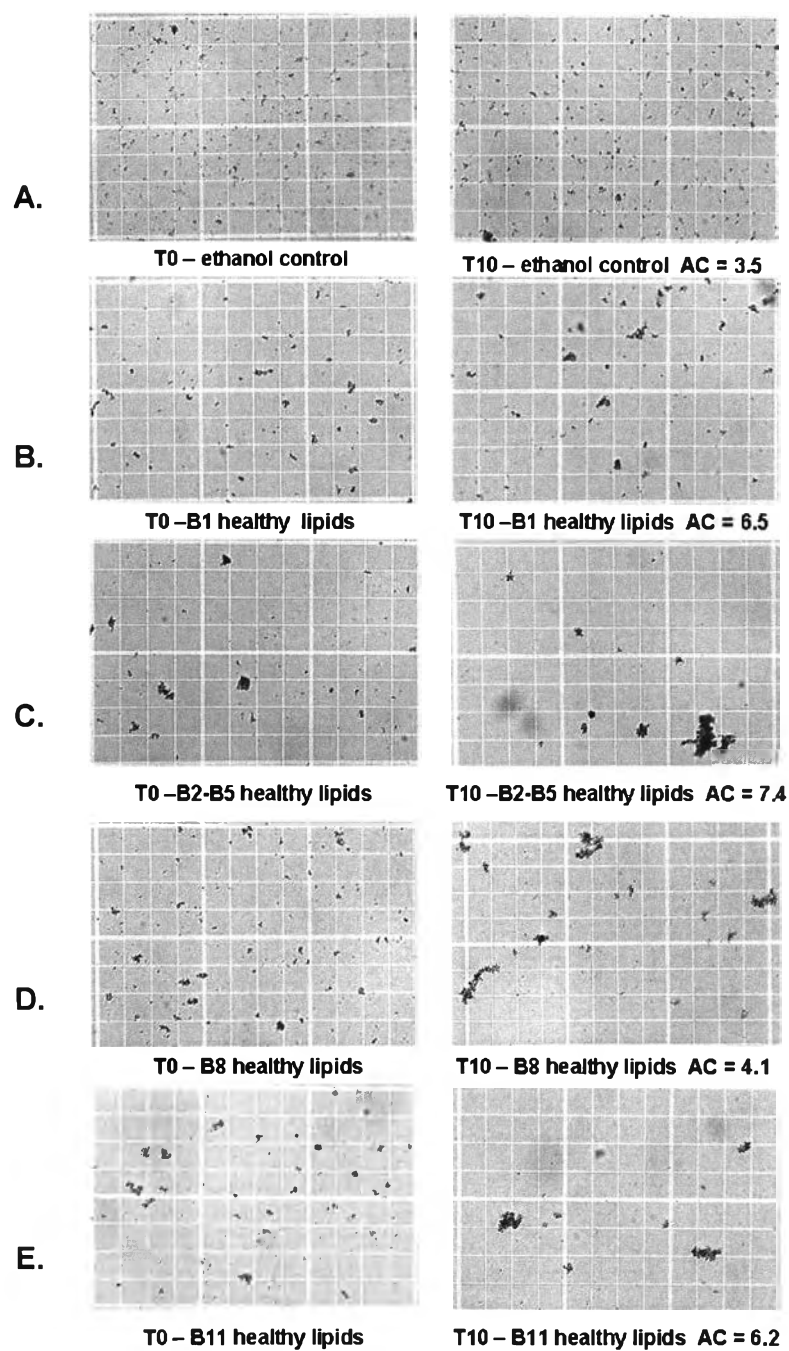 A.
T0 – ethanol control
T10 – ethanol control AC = 3.5
B.
T0 –B1 healthy lipids
T10 –B1 healthy lipids AC = 6.5
C.
T0 –B2-B5 healthy lipids
T10 –B2-B5 healthy lipids AC = 7.4
D.
T0 – B8 healthy lipids
T10 – B8 healthy lipids AC = 4.1
E.
T0 – B11 healthy lipids
T10 – B11 healthy lipids AC = 6.2